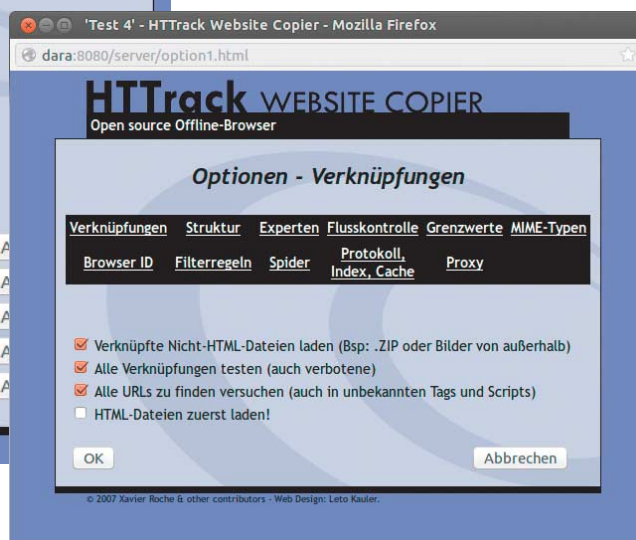 'Test 4' - HTTrack Website Copier - Mozilla Firefox
dara:8080/server/option1.html
HTTrack WEBSITE COPIER
Open source Offline-Browser
Optionen - Verknüpfungen
Verknüpfungen Struktur Experten Flusskontrolle Grenzwerte MIME-Typen
Browser ID Filterregeln Spider Protokoll, Index, Cache Proxy
Verknüpfte Nicht-HTML-Dateien laden (Bsp: .ZIP oder Bilder von außerhalb)
Alle Verknüpfungen testen (auch verbotene)
Alle URLs zu finden versuchen (auch in unbekannten Tags und Scripts)
HTML-Dateien zuerst laden!
OK Abbrechen
© 2007 Xavier Roche & other contributors - Web Design: Leto Kauler.